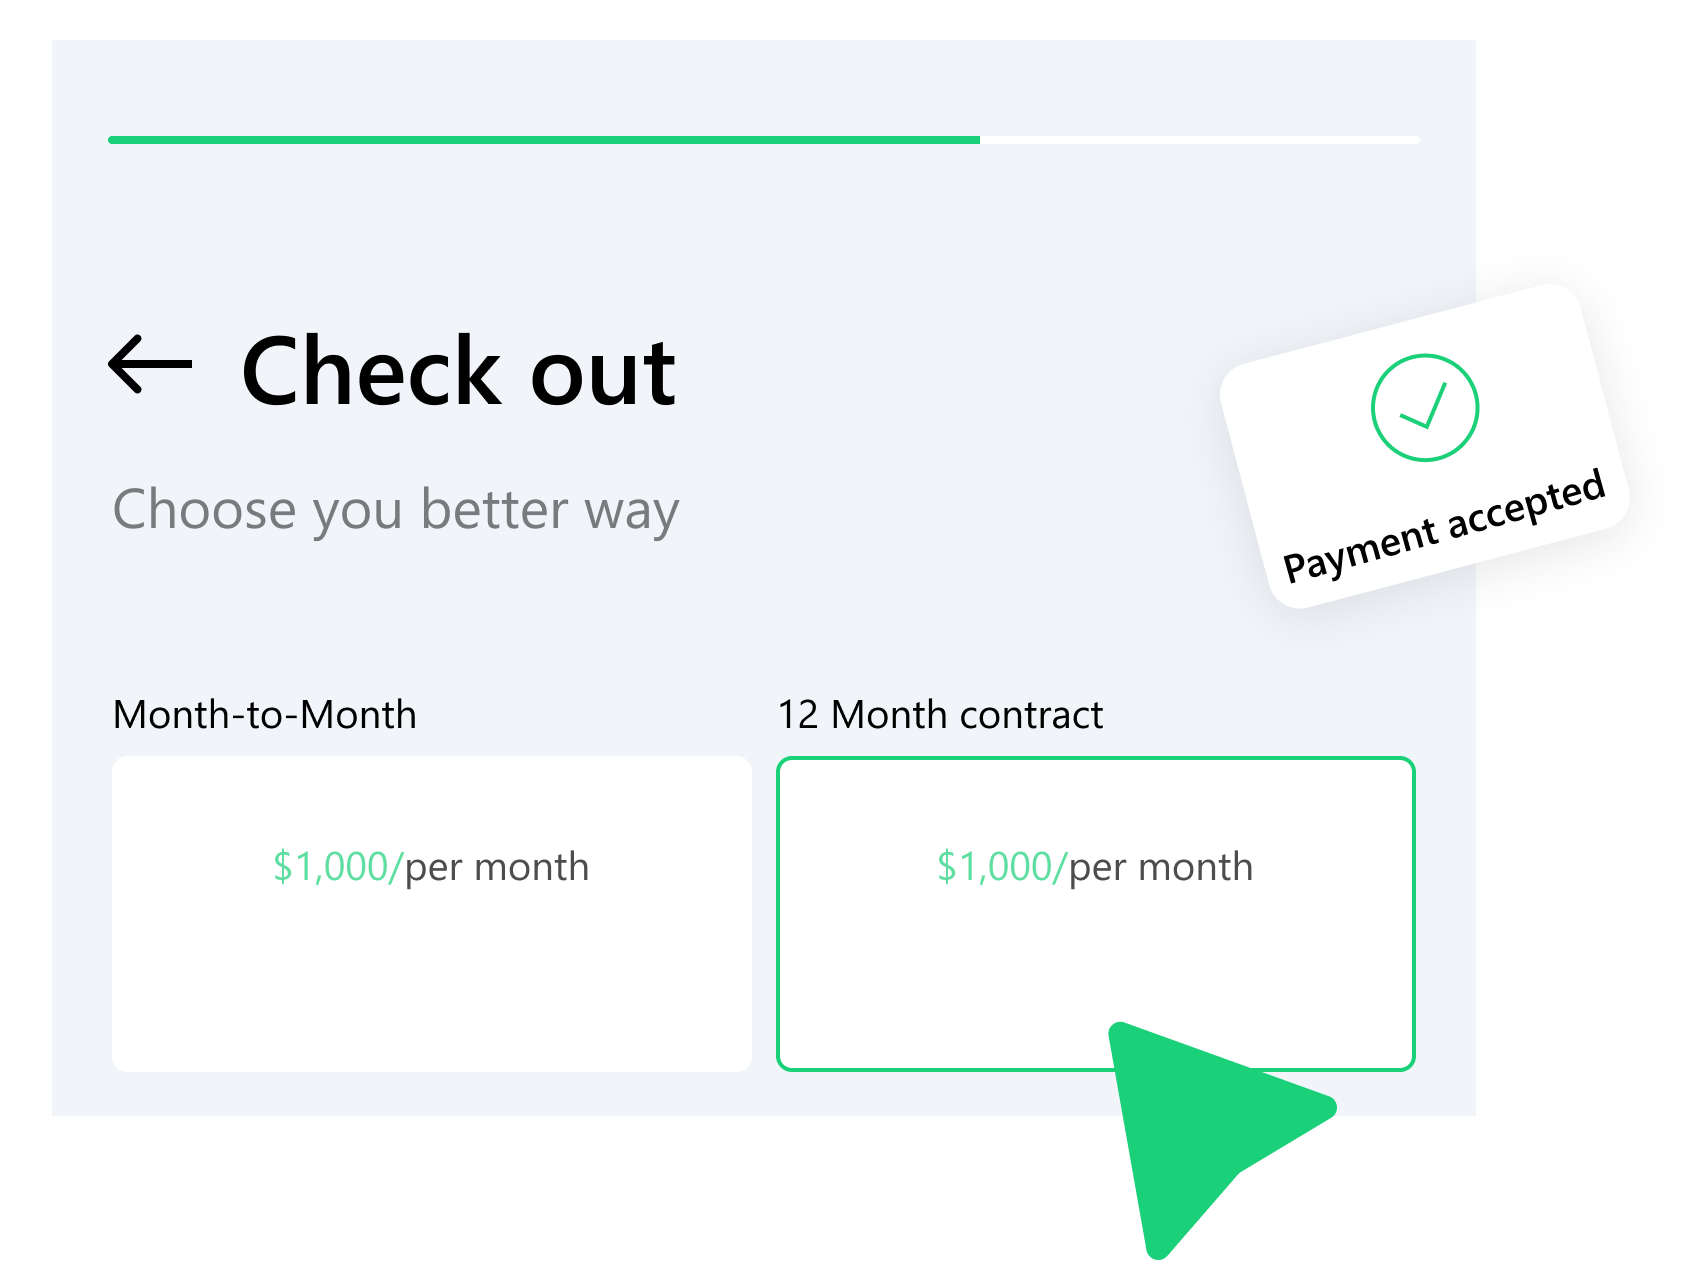 Check out
Choose you better way
Payment accepted
Month-to-Month
12 Month contract
$1,000/per month
$1,000/per month